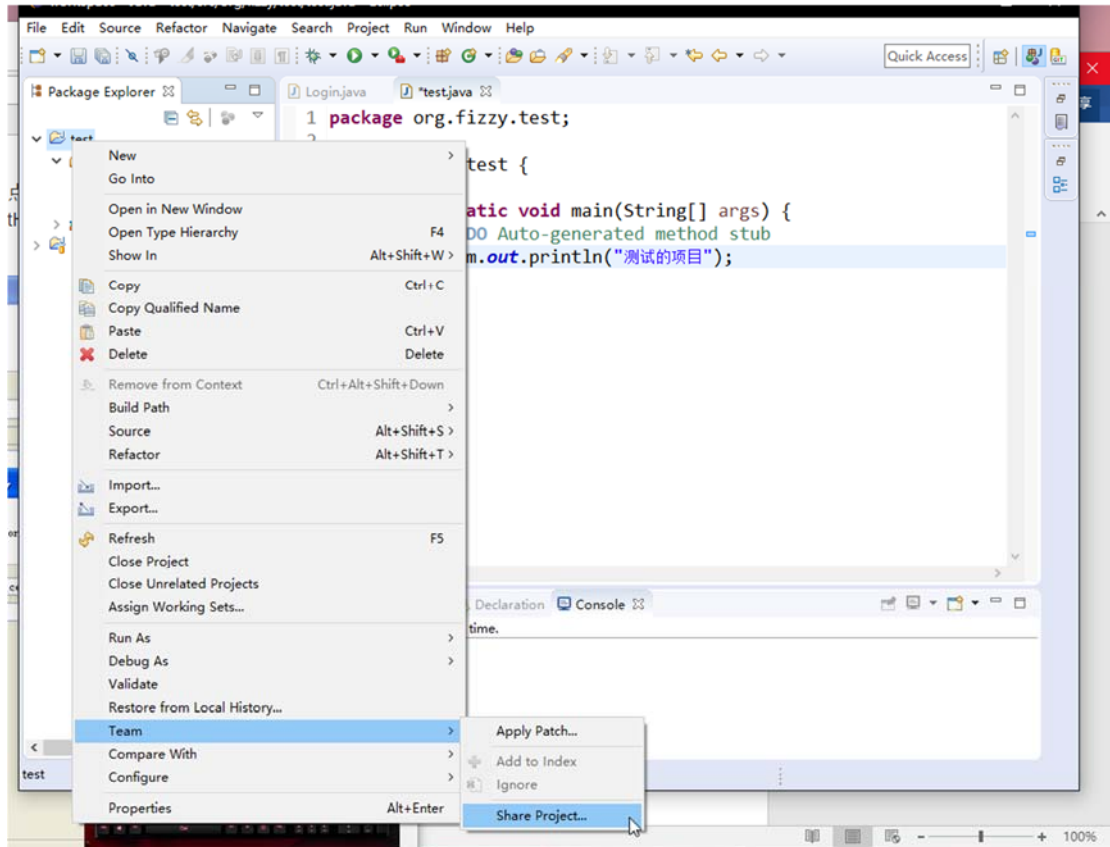 File Edit Source Refactor Navigate Search Project Run Window Help
Quick Access
Package Explorer
Login.java
*test.java
test
1 package org.fizzy.test;
2
test {
atic void main(String[] args) {
DO Auto-generated method stub
m.out.println("测试的项目");
New
Go Into
Open in New Window
Open Type Hierarchy F4
Show In Alt+Shift+W
Copy Ctrl+C
Copy Qualified Name
Paste Ctrl+V
Delete Delete
Remove from Context Ctrl+Alt+Shift+Down
Build Path
Source Alt+Shift+S
Refactor Alt+Shift+T
Import...
Export...
Refresh F5
Close Project
Close Unrelated Projects
Assign Working Sets...
Run As
Debug As
Validate
Restore from Local History...
Team
Compare With
Configure
Properties Alt+Enter
Apply Patch...
Add to Index
Ignore
Share Project...
Declaration Console
time.
test
享
点
100%